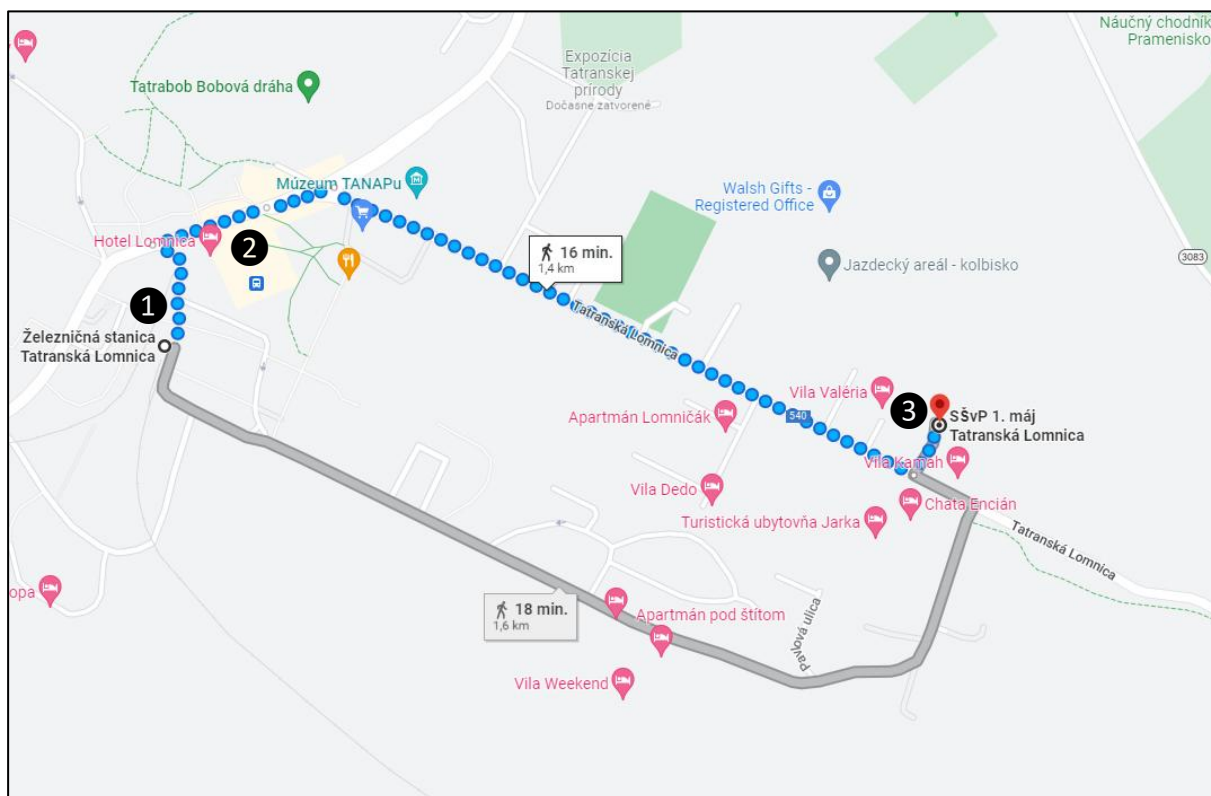 Náučný chodník
Pramenisko
Expozícia
Tatranskej
prírody
Dočasne zatvorené
Tatrabob Bobová dráha
Múzeum TANAPu
Walsh Gifts -
Registered Office
Hotel Lomnica
2
16 min.
1,4 km
Jazdecký areál - kolbisko
3083
1
Železničná stanica
Tatranská Lomnica
Tatranská Lomnica
Vila Valéria
3
SŠvP 1. máj
Tatranská Lomnica
Apartmán Lomničák
540
Vila Kamah
Vila Dedo
Chata Encián
Turistická ubytovňa Jarka
Tatranská Lomnica
opa
18 min.
1,6 km
Apartmán pod štítom
Pavlová ulica
Vila Weekend